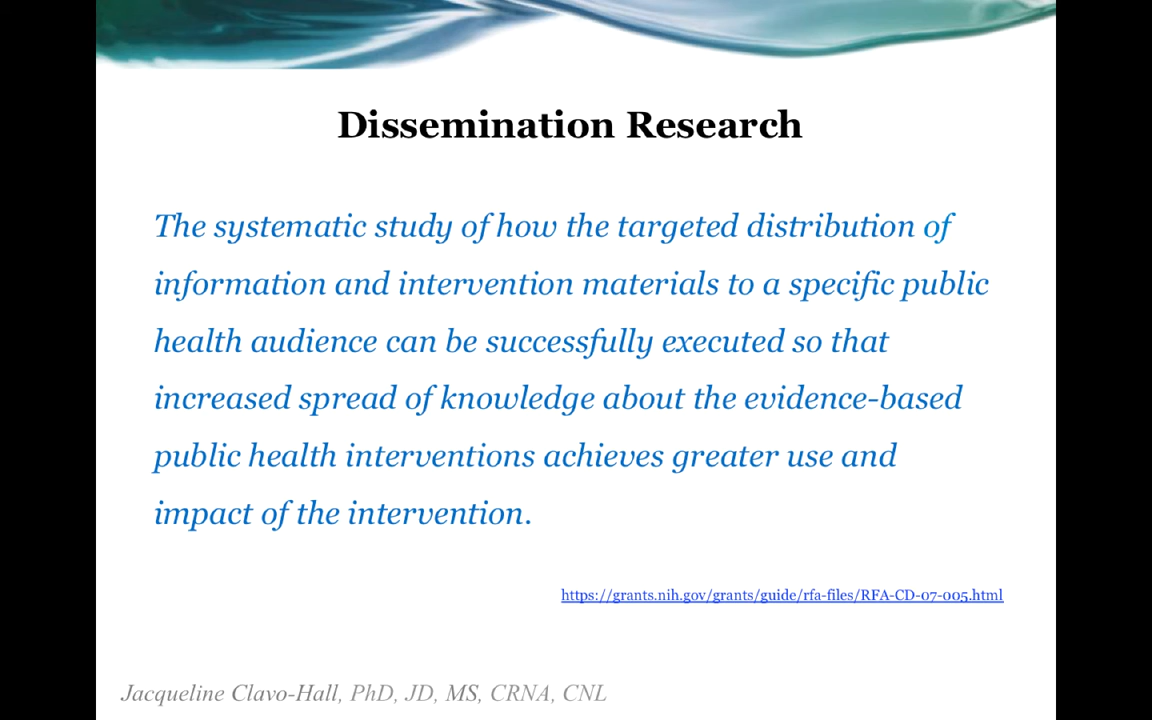 Dissemination Research
The systematic study of how the targeted distribution of
information and intervention materials to a specific public
health audience can be successfully executed so that
increased spread of knowledge about the evidence-based
public health interventions achieves greater use and
impact of the intervention.
https://grants.nih.gov/grants/guide/rfa-files/RFA-CD-07-005.html
Jacqueline Clavo-Hall, PhD, JD, MS, CRNA, CNL